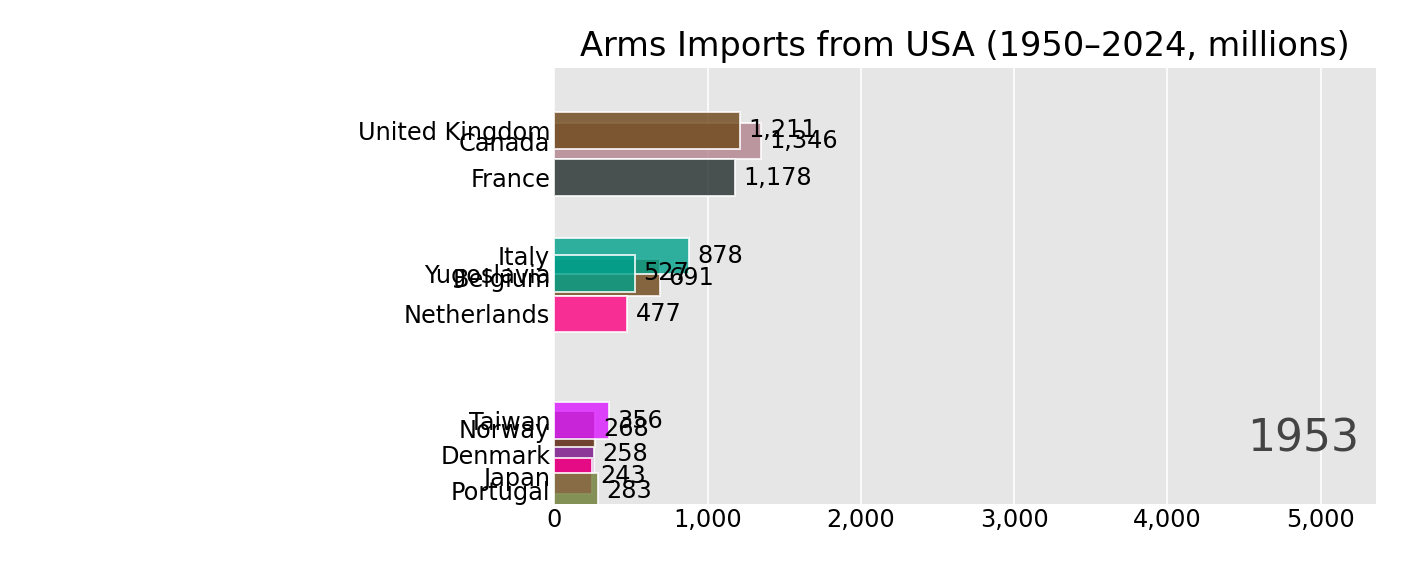 Arms Imports from USA (1950–2024, millions)
United Kingdom 1,211
Canada 1,346
France 1,178
Italy 878
Yugoslavia 527
Belgium 691
Netherlands 477
Taiwan 356
Norway 268
1953
Denmark 258
Japan 243
Portugal 283
0 1,000 2,000 3,000 4,000 5,000